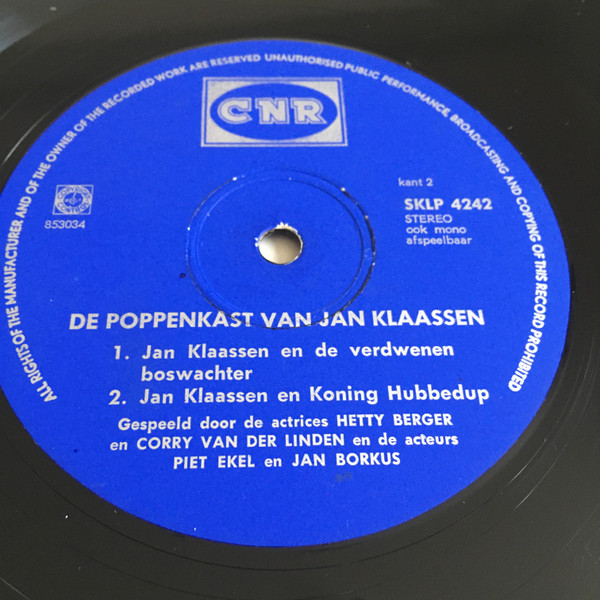 ALL RIGHTS OF THE MANUFACTURER AND OF THE OWNER OF THE RECORDED WORK ARE RESERVED UNAUTHORISED PUBLIC PERFORMANCE, BROADCASTING AND COPYING OF THIS RECORD PROHIBITED
CNR
kant 2
SKLP 4242
STEREO
ook mono
afspeelbaar
853034
DE POPPENKAST VAN JAN KLAASSEN
1. Jan Klaassen en de verdwenen
boswachter
2. Jan Klaassen en Koning Hubbedup
Gespeeld door de actrices HETTY BERGER
en CORRY VAN DER LINDEN en de acteurs
PIET EKEL en JAN BORKUS